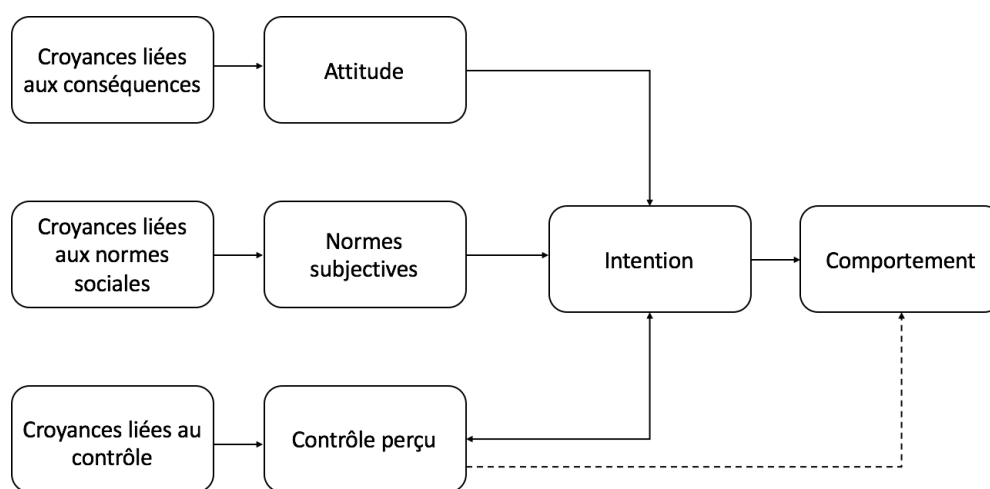 Croyances liées
aux conséquences
Attitude
Croyances liées
aux normes
sociales
Normes
subjectives
Intention
Comportement
Croyances liées au
contrôle
Contrôle perçu